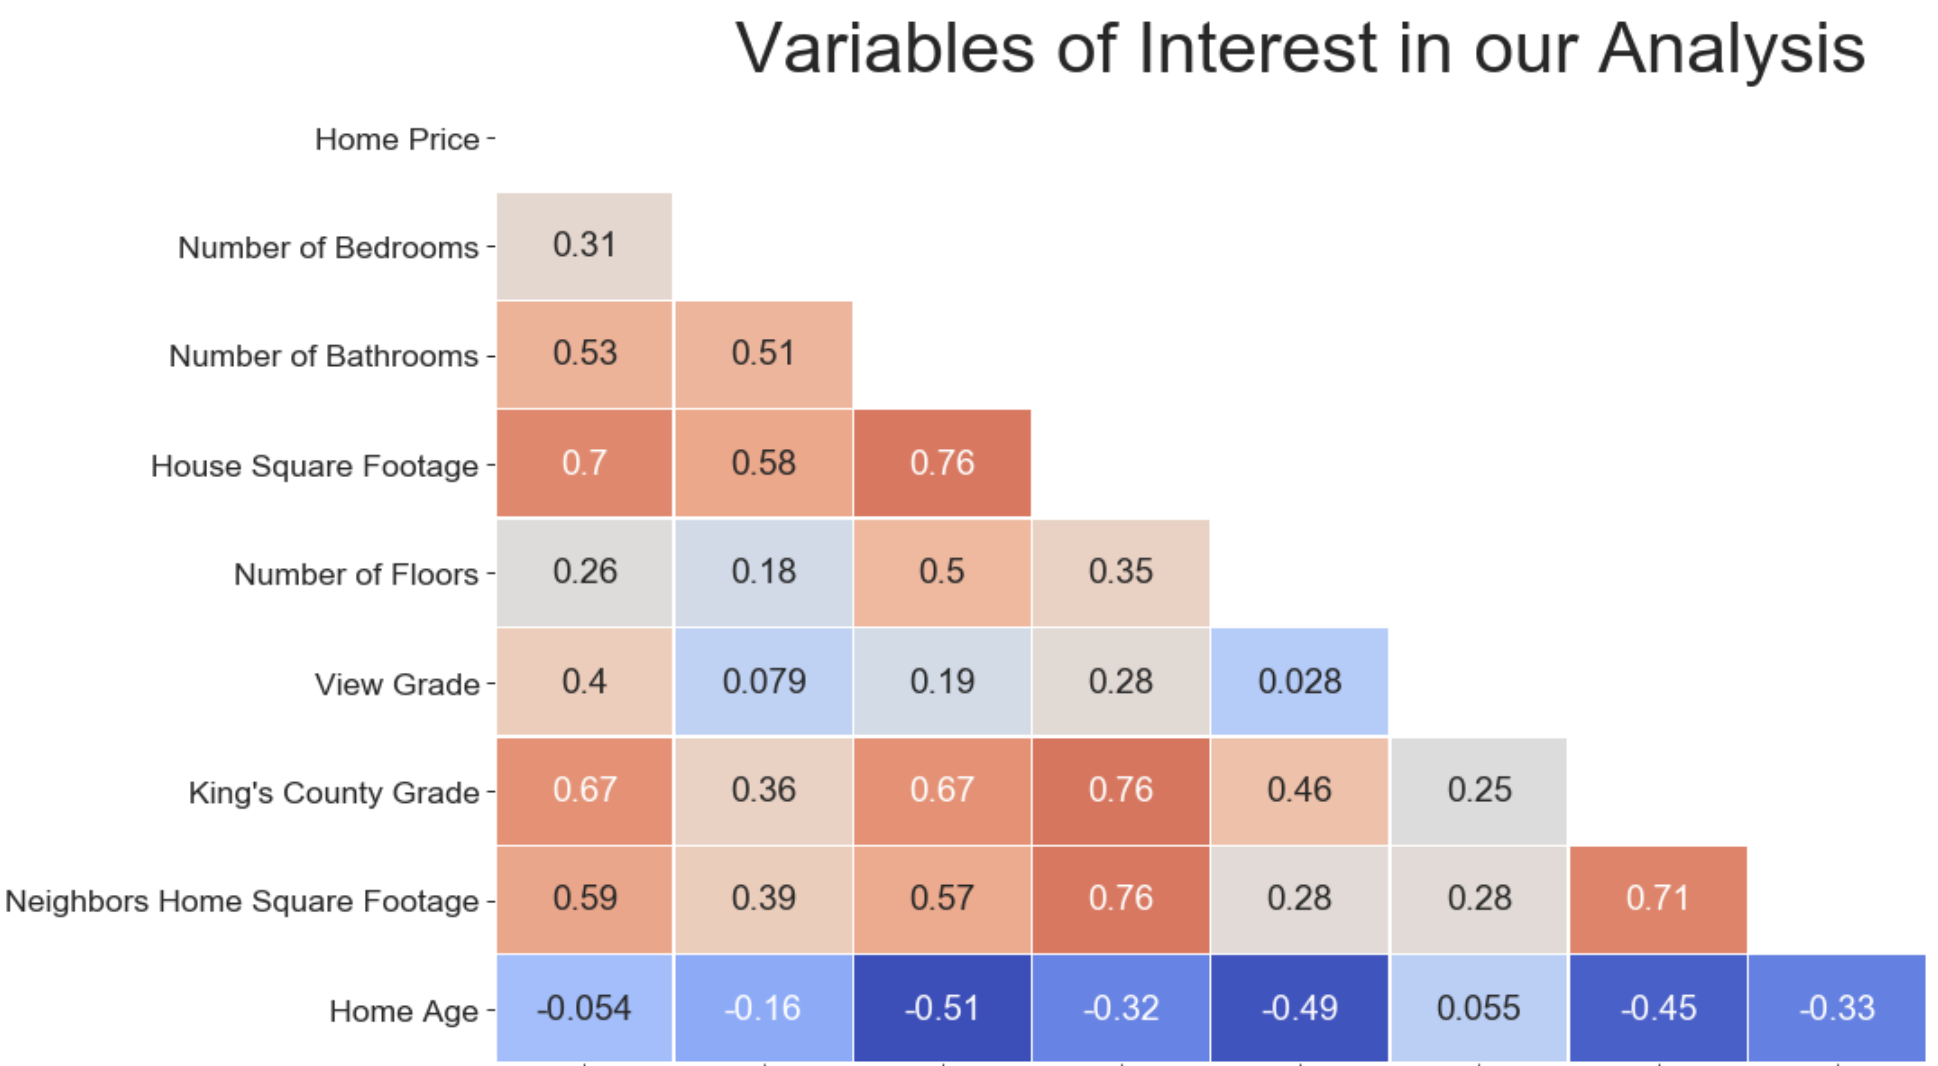 Variables of Interest in our Analysis
Home Price
Number of Bedrooms 0.31
Number of Bathrooms 0.53 0.51
House Square Footage 0.7 0.58 0.76
Number of Floors 0.26 0.18 0.5 0.35
View Grade 0.4 0.079 0.19 0.28 0.028
King's County Grade 0.67 0.36 0.67 0.76 0.46 0.25
Neighbors Home Square Footage 0.59 0.39 0.57 0.76 0.28 0.28 0.71
Home Age -0.054 -0.16 -0.51 -0.32 -0.49 0.055 -0.45 -0.33